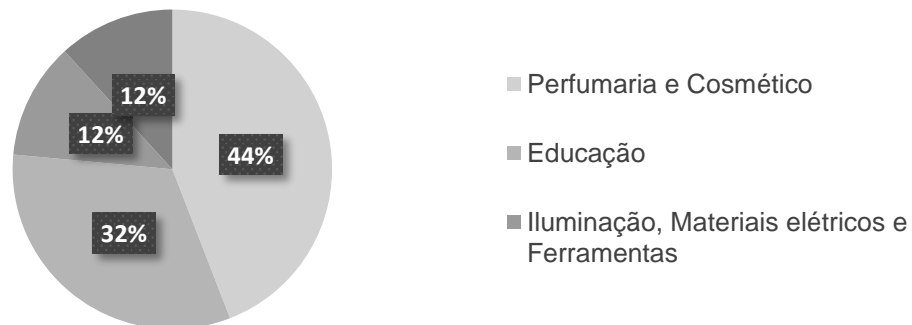 12%
12%
44%
32%
Perfumaria e Cosmético
Educação
Iluminação, Materiais elétricos e
Ferramentas